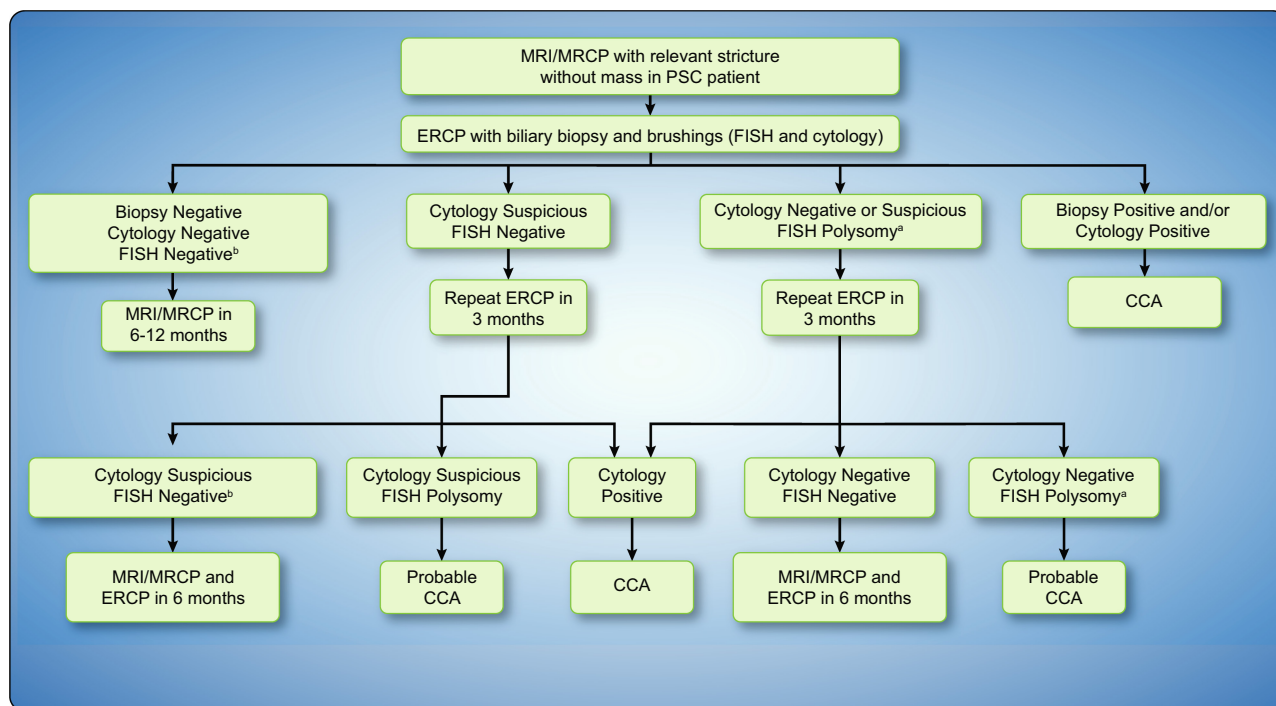 MRI/MRCP with relevant stricture
without mass in PSC patient
ERCP with biliary biopsy and brushings (FISH and cytology)
Biopsy Negative
Cytology Negative
FISH Negativeᵇ
Cytology Suspicious
FISH Negative
Cytology Negative or Suspicious
FISH Polysomyᵃ
Biopsy Positive and/or
Cytology Positive
MRI/MRCP in
6-12 months
Repeat ERCP in
3 months
Repeat ERCP in
3 months
CCA
Cytology Suspicious
FISH Negativeᵇ
Cytology Suspicious
FISH Polysomy
Cytology
Positive
Cytology Negative
FISH Negative
Cytology Negative
FISH Polysomyᵃ
MRI/MRCP and
ERCP in 6 months
Probable
CCA
CCA
MRI/MRCP and
ERCP in 6 months
Probable
CCA